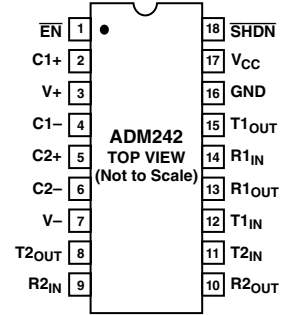 E̅N̅ 1 18 S̅H̅D̅N̅
C1+ 2 17 VCC
V+ 3 16 GND
C1– 4 15 T1OUT
ADM242
C2+ 5 TOP VIEW 14 R1IN
(Not to Scale)
C2– 6 13 R1OUT
V– 7 12 T1IN
T2OUT 8 11 T2IN
R2IN 9 10 R2OUT